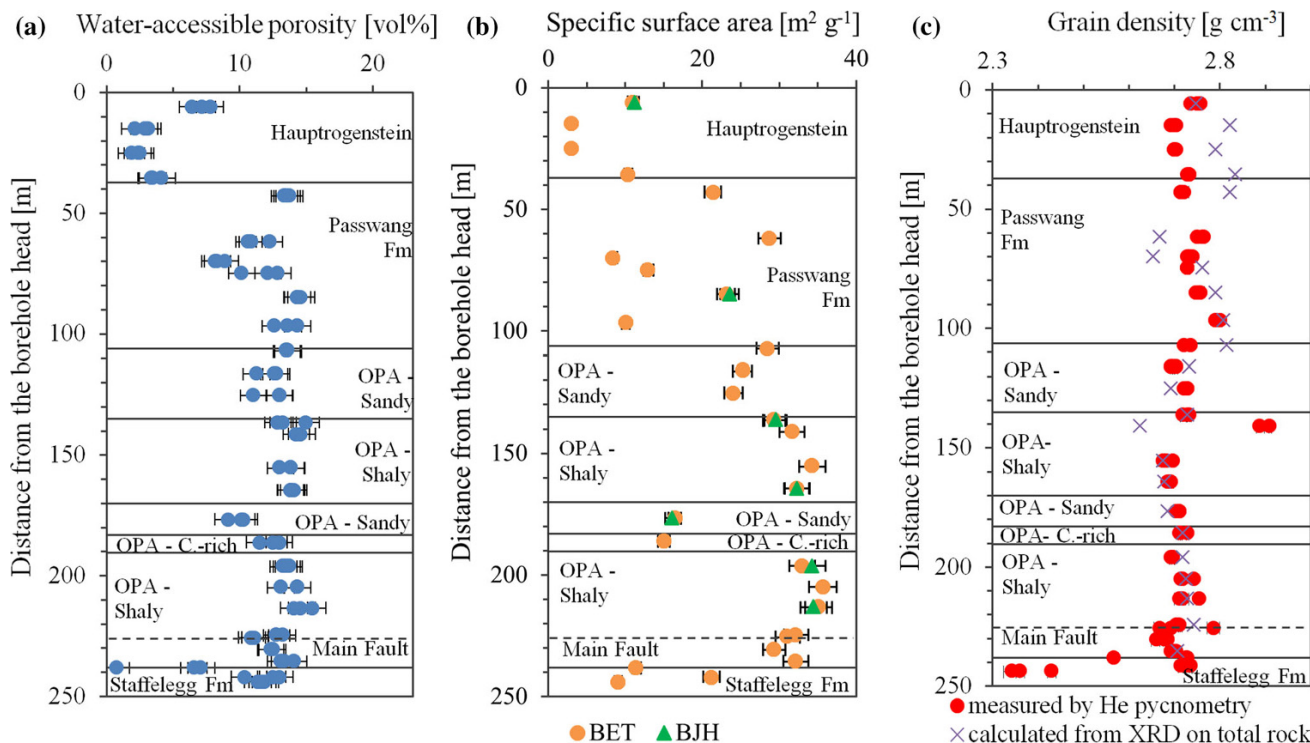 (a) Water-accessible porosity [vol%]
0 10 20
Distance from the borehole head [m]
0
50
100
150
200
250
Hauptrogenstein
Passwang
Fm
OPA -
Sandy
OPA -
Shaly
OPA - Sandy
OPA - C.-rich
OPA -
Shaly
Main Fault
Staffelegg Fm
(b) Specific surface area [m² g⁻¹]
0 20 40
Distance from the borehole head [m]
0
50
100
150
200
250
Hauptrogenstein
Passwang
Fm
OPA -
Sandy
OPA -
Shaly
OPA - Sandy
OPA - C.-rich
OPA -
Shaly
Main Fault
Staffelegg Fm
BET BJH
(c) Grain density [g cm⁻³]
2.3 2.8
Distance from the borehole head [m]
0
50
100
150
200
250
Hauptrogenstein
Passwang
Fm
OPA -
Sandy
OPA-
Shaly
OPA - Sandy
OPA- C.-rich
OPA -
Shaly
Main Fault
Staffelegg Fm
measured by He pycnometry
calculated from XRD on total rock